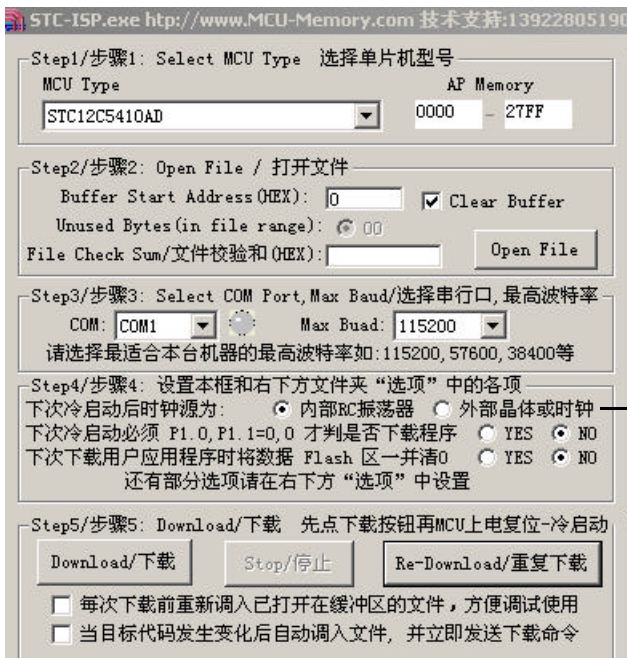 STC-ISP.exe htp://www.MCU-Memory.com 技术支持:13922805190
Step1/步骤1: Select MCU Type 选择单片机型号
MCU Type AP Memory
STC12C5410AD 0000 - 27FF
Step2/步骤2: Open File / 打开文件
Buffer Start Address(HEX): 0 Clear Buffer
Unused Bytes(in file range): 00
File Check Sum/文件校验和(HEX): Open File
Step3/步骤3: Select COM Port,Max Baud/选择串行口,最高波特率
COM: COM1 Max Buad: 115200
请选择最适合本台机器的最高波特率如:115200,57600,38400等
Step4/步骤4: 设置本框和右下方文件夹“选项”中的各项
下次冷启动后时钟源为: 内部RC振荡器 外部晶体或时钟
下次冷启动必须 P1.0,P1.1=0,0 才判是否下载程序 YES NO
下次下载用户应用程序时将数据 Flash 区一并清0 YES NO
还有部分选项请在右下方“选项”中设置
Step5/步骤5: Download/下载 先点下载按钮再MCU上电复位-冷启动
Download/下载 Stop/停止 Re-Download/重复下载
每次下载前重新调入已打开在缓冲区的文件，方便调试使用
当目标代码发生变化后自动调入文件, 并立即发送下载命令